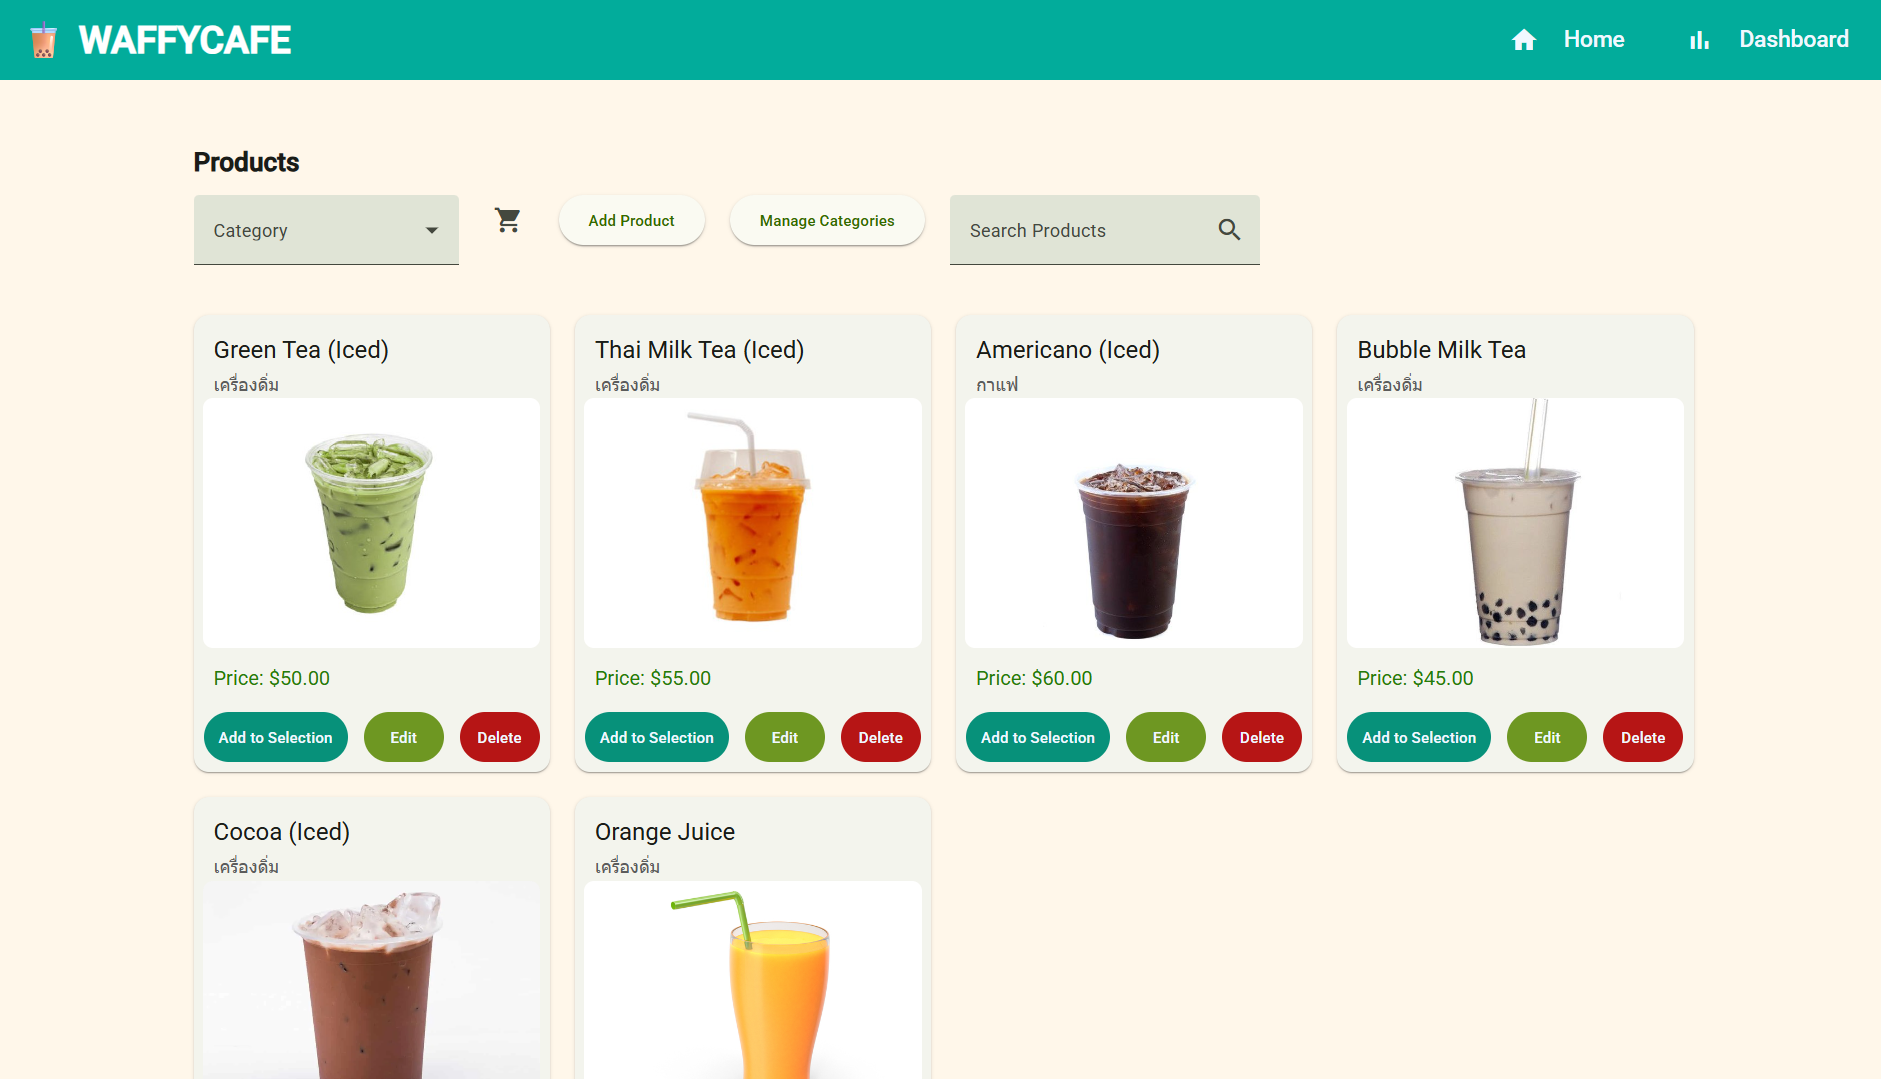 WAFFYCAFE
Home
Dashboard
Products
Category
Add Product
Manage Categories
Search Products
Green Tea (Iced)
เครื่องดื่ม
Price: $50.00
Add to Selection
Edit
Delete
Thai Milk Tea (Iced)
เครื่องดื่ม
Price: $55.00
Add to Selection
Edit
Delete
Americano (Iced)
กาแฟ
Price: $60.00
Add to Selection
Edit
Delete
Bubble Milk Tea
เครื่องดื่ม
Price: $45.00
Add to Selection
Edit
Delete
Cocoa (Iced)
เครื่องดื่ม
Orange Juice
เครื่องดื่ม